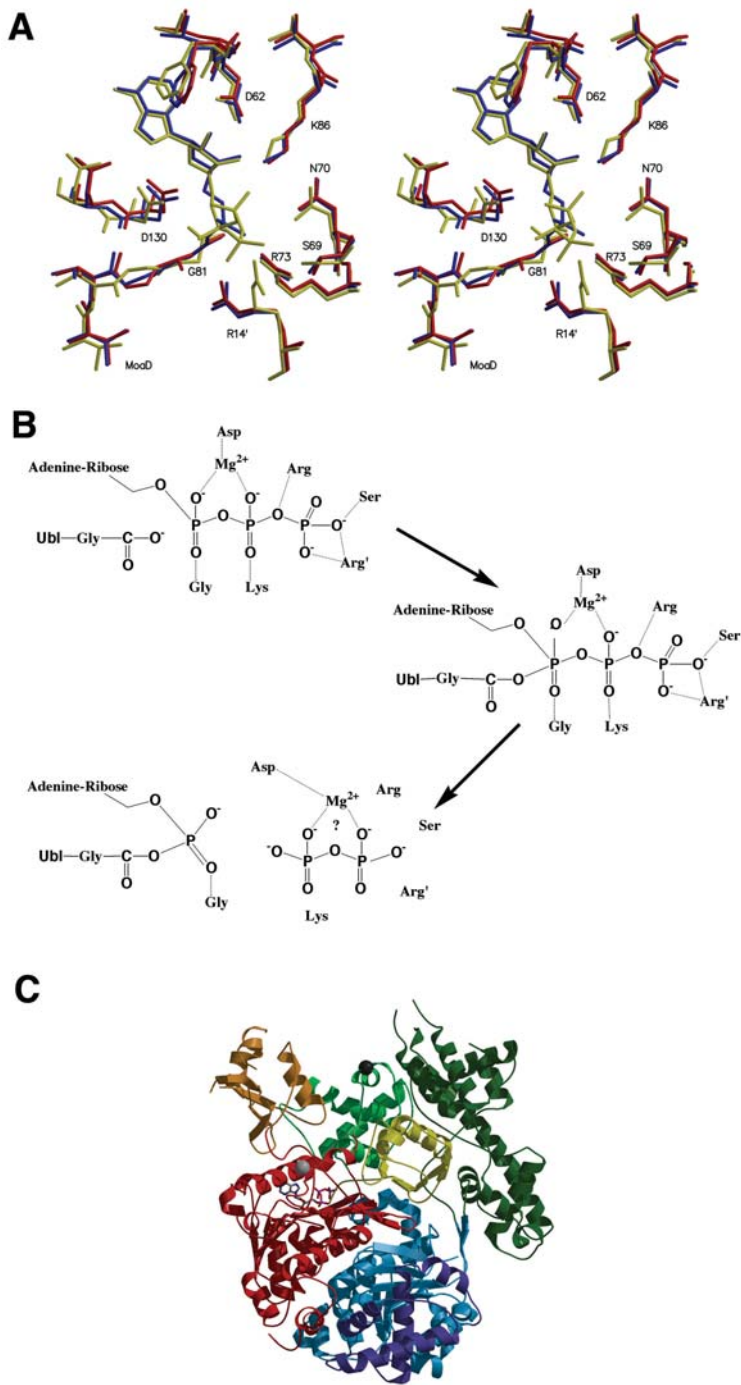 A
D62
K86
N70
D130
S69
R73
G81
R14'
MoaD
D62
K86
N70
D130
S69
R73
G81
R14'
MoaD
B
Asp
Mg2+
Adenine-Ribose
Arg
O
O- O- O Ser
Ubl-Gly-C-O- P-O-P-O-P-O-
O O O O-
Arg'
Gly Lys
Asp
Mg2+
Adenine-Ribose
Arg
O
O O- O Ser
P-O-P-O-P-O-
Ubl-Gly-C-O
O O O O-
Arg'
Gly Lys
Asp
Mg2+
Arg
Adenine-Ribose
O O-
P
Ubl-Gly-C-O
O O
Gly
?
O- O-
Ser
-O-P-O-P-O-
O O
Arg'
Lys
C